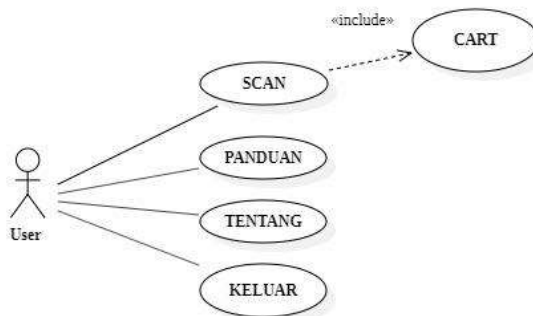 «include»
CART
SCAN
PANDUAN
TENTANG
User
KELUAR